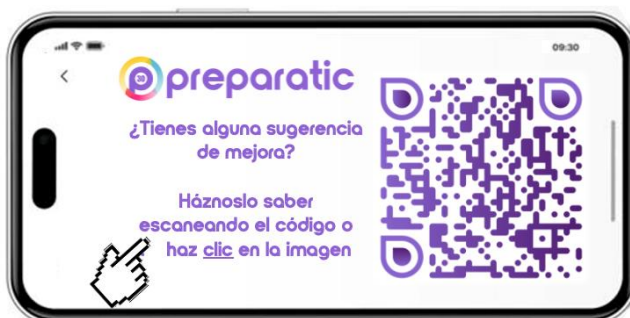 09:30
preparatic
¿Tienes alguna sugerencia
de mejora?
Háznoslo saber
escaneando el código o
haz clic en la imagen